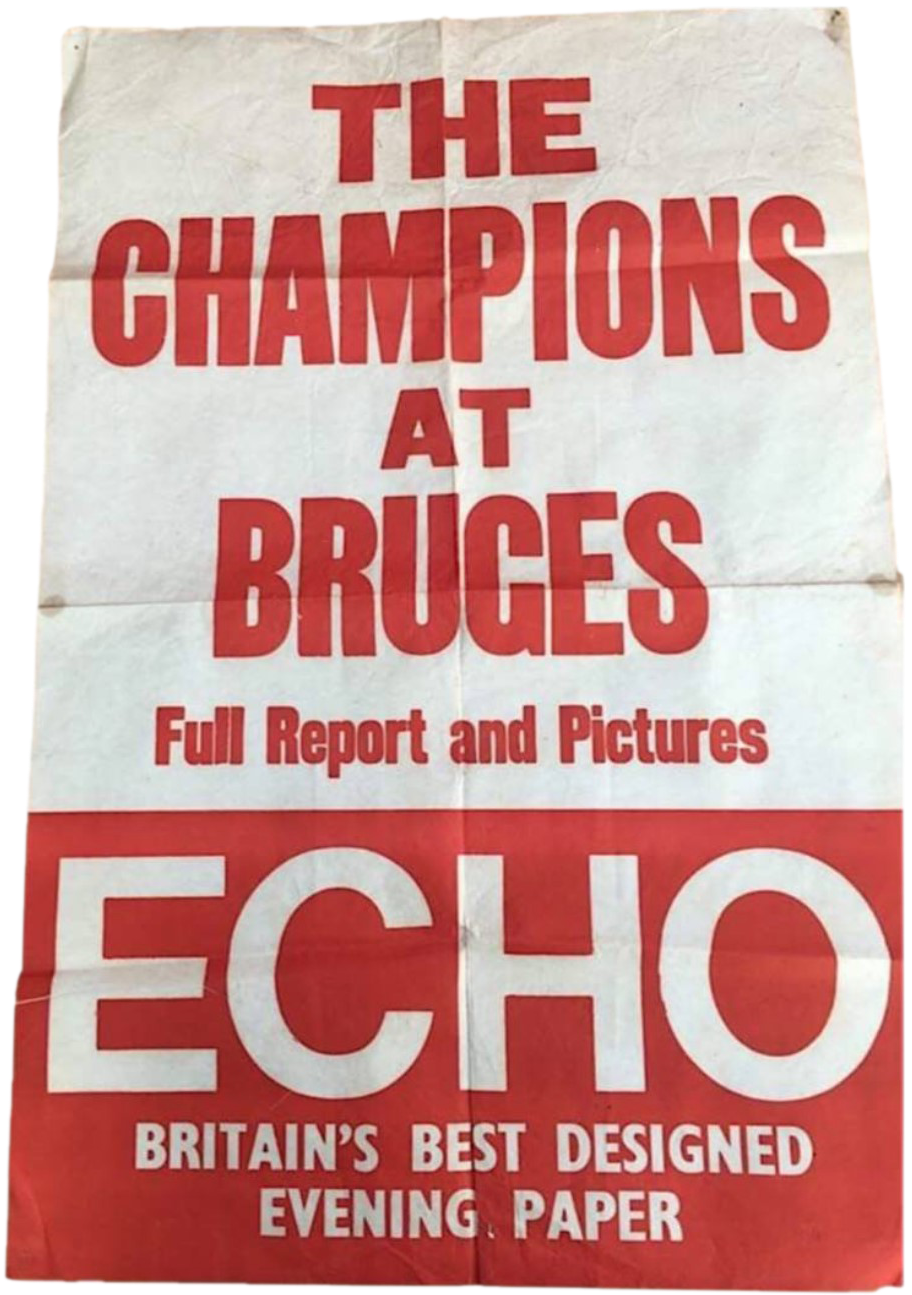 THE
CHAMPIONS
AT
BRUGES
Full Report and Pictures
ECHO
BRITAIN'S BEST DESIGNED
EVENING PAPER